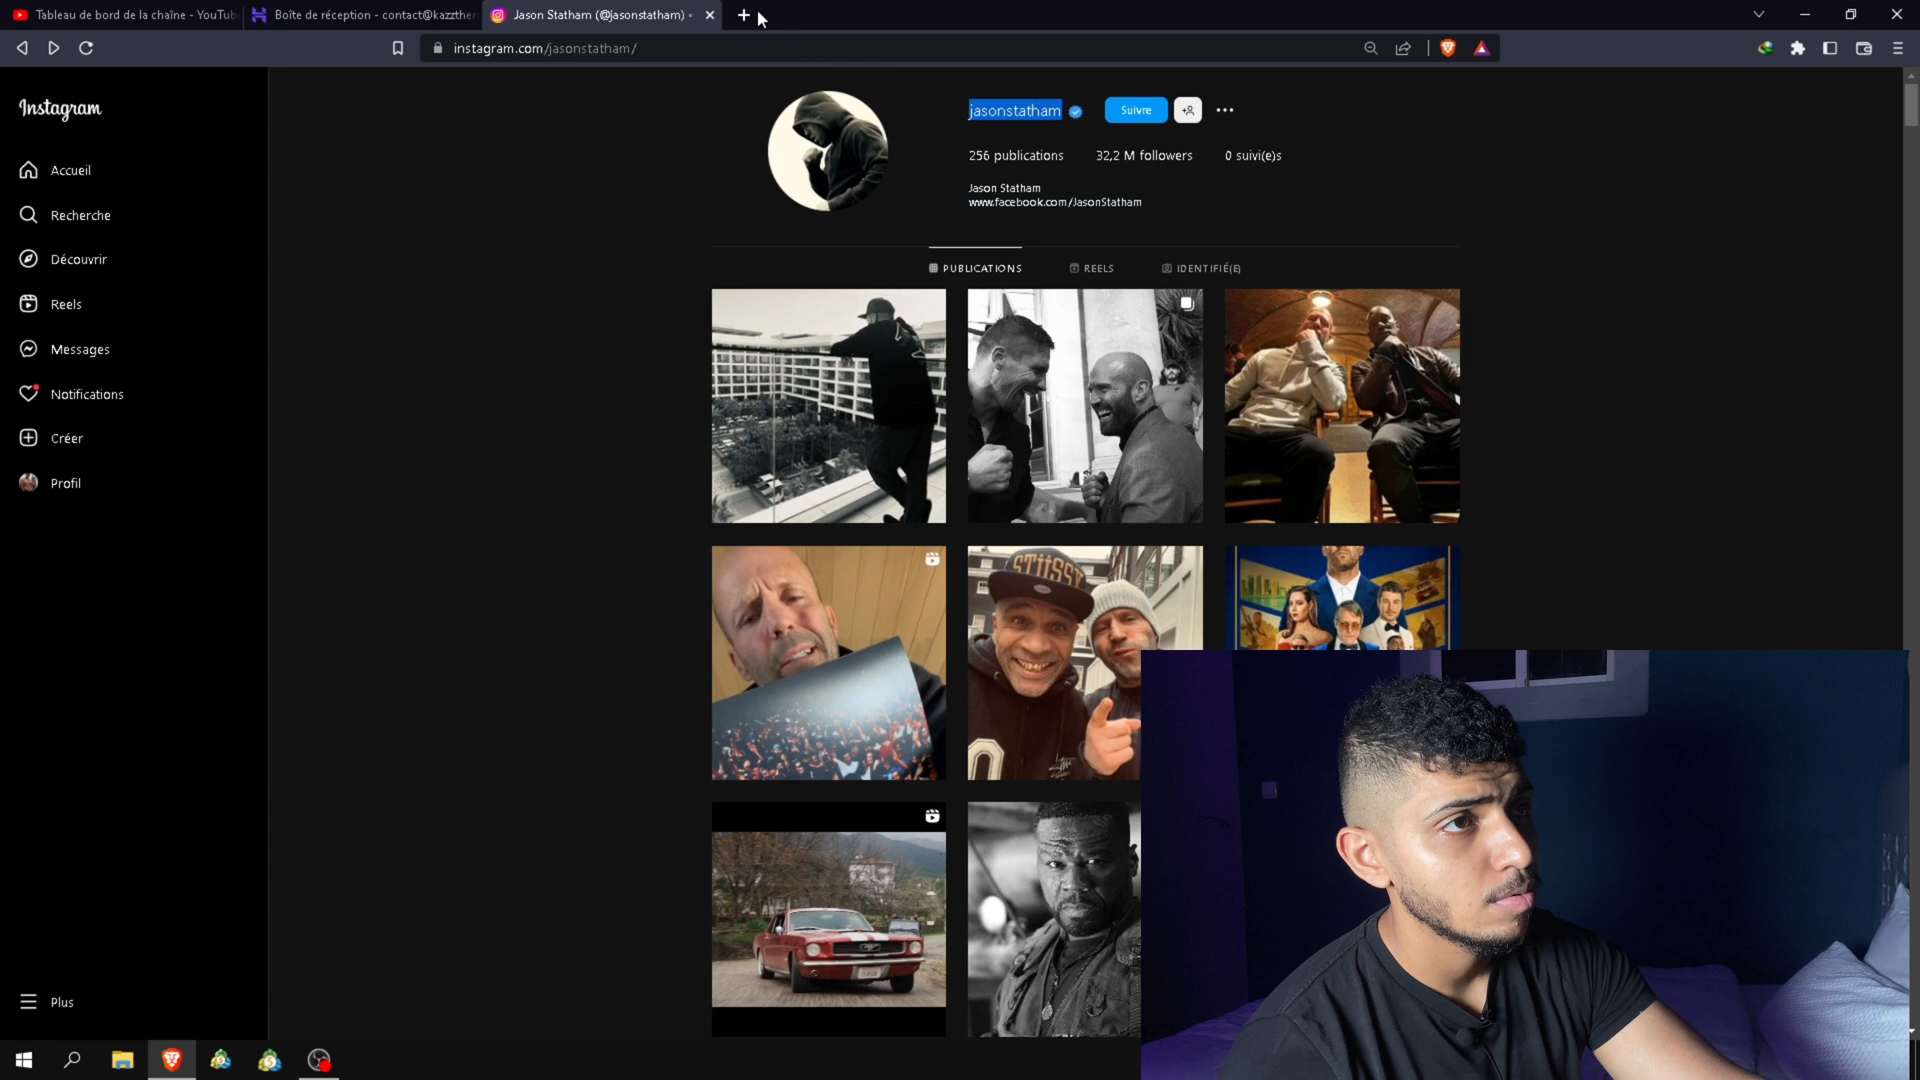 Tableau de bord de la chaîne - YouTub
Boîte de réception - contact@kazzther
Jason Statham (@jasonstatham) •
instagram.com/jasonstatham/
Instagram
Accueil
Recherche
Découvrir
Reels
Messages
Notifications
Créer
Profil
Plus
jasonstatham
Suivre
256 publications 32,2 M followers 0 suivi(e)s
Jason Statham
www.facebook.com/JasonStatham
PUBLICATIONS REELS IDENTIFIÉ(E)
STÜSSY